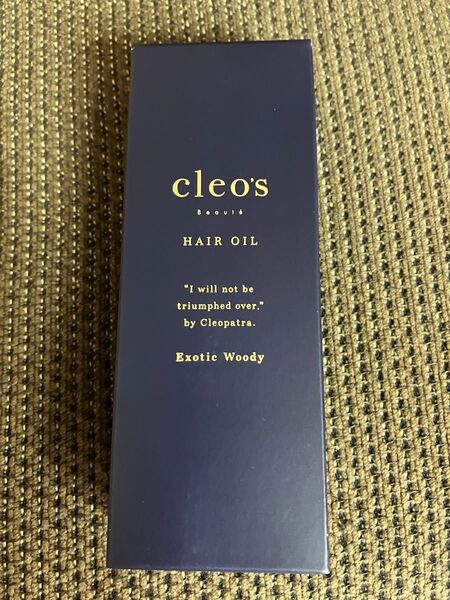 cleo's
Beauté
HAIR OIL
"I will not be
triumphed over."
by Cleopatra.
Exotic Woody